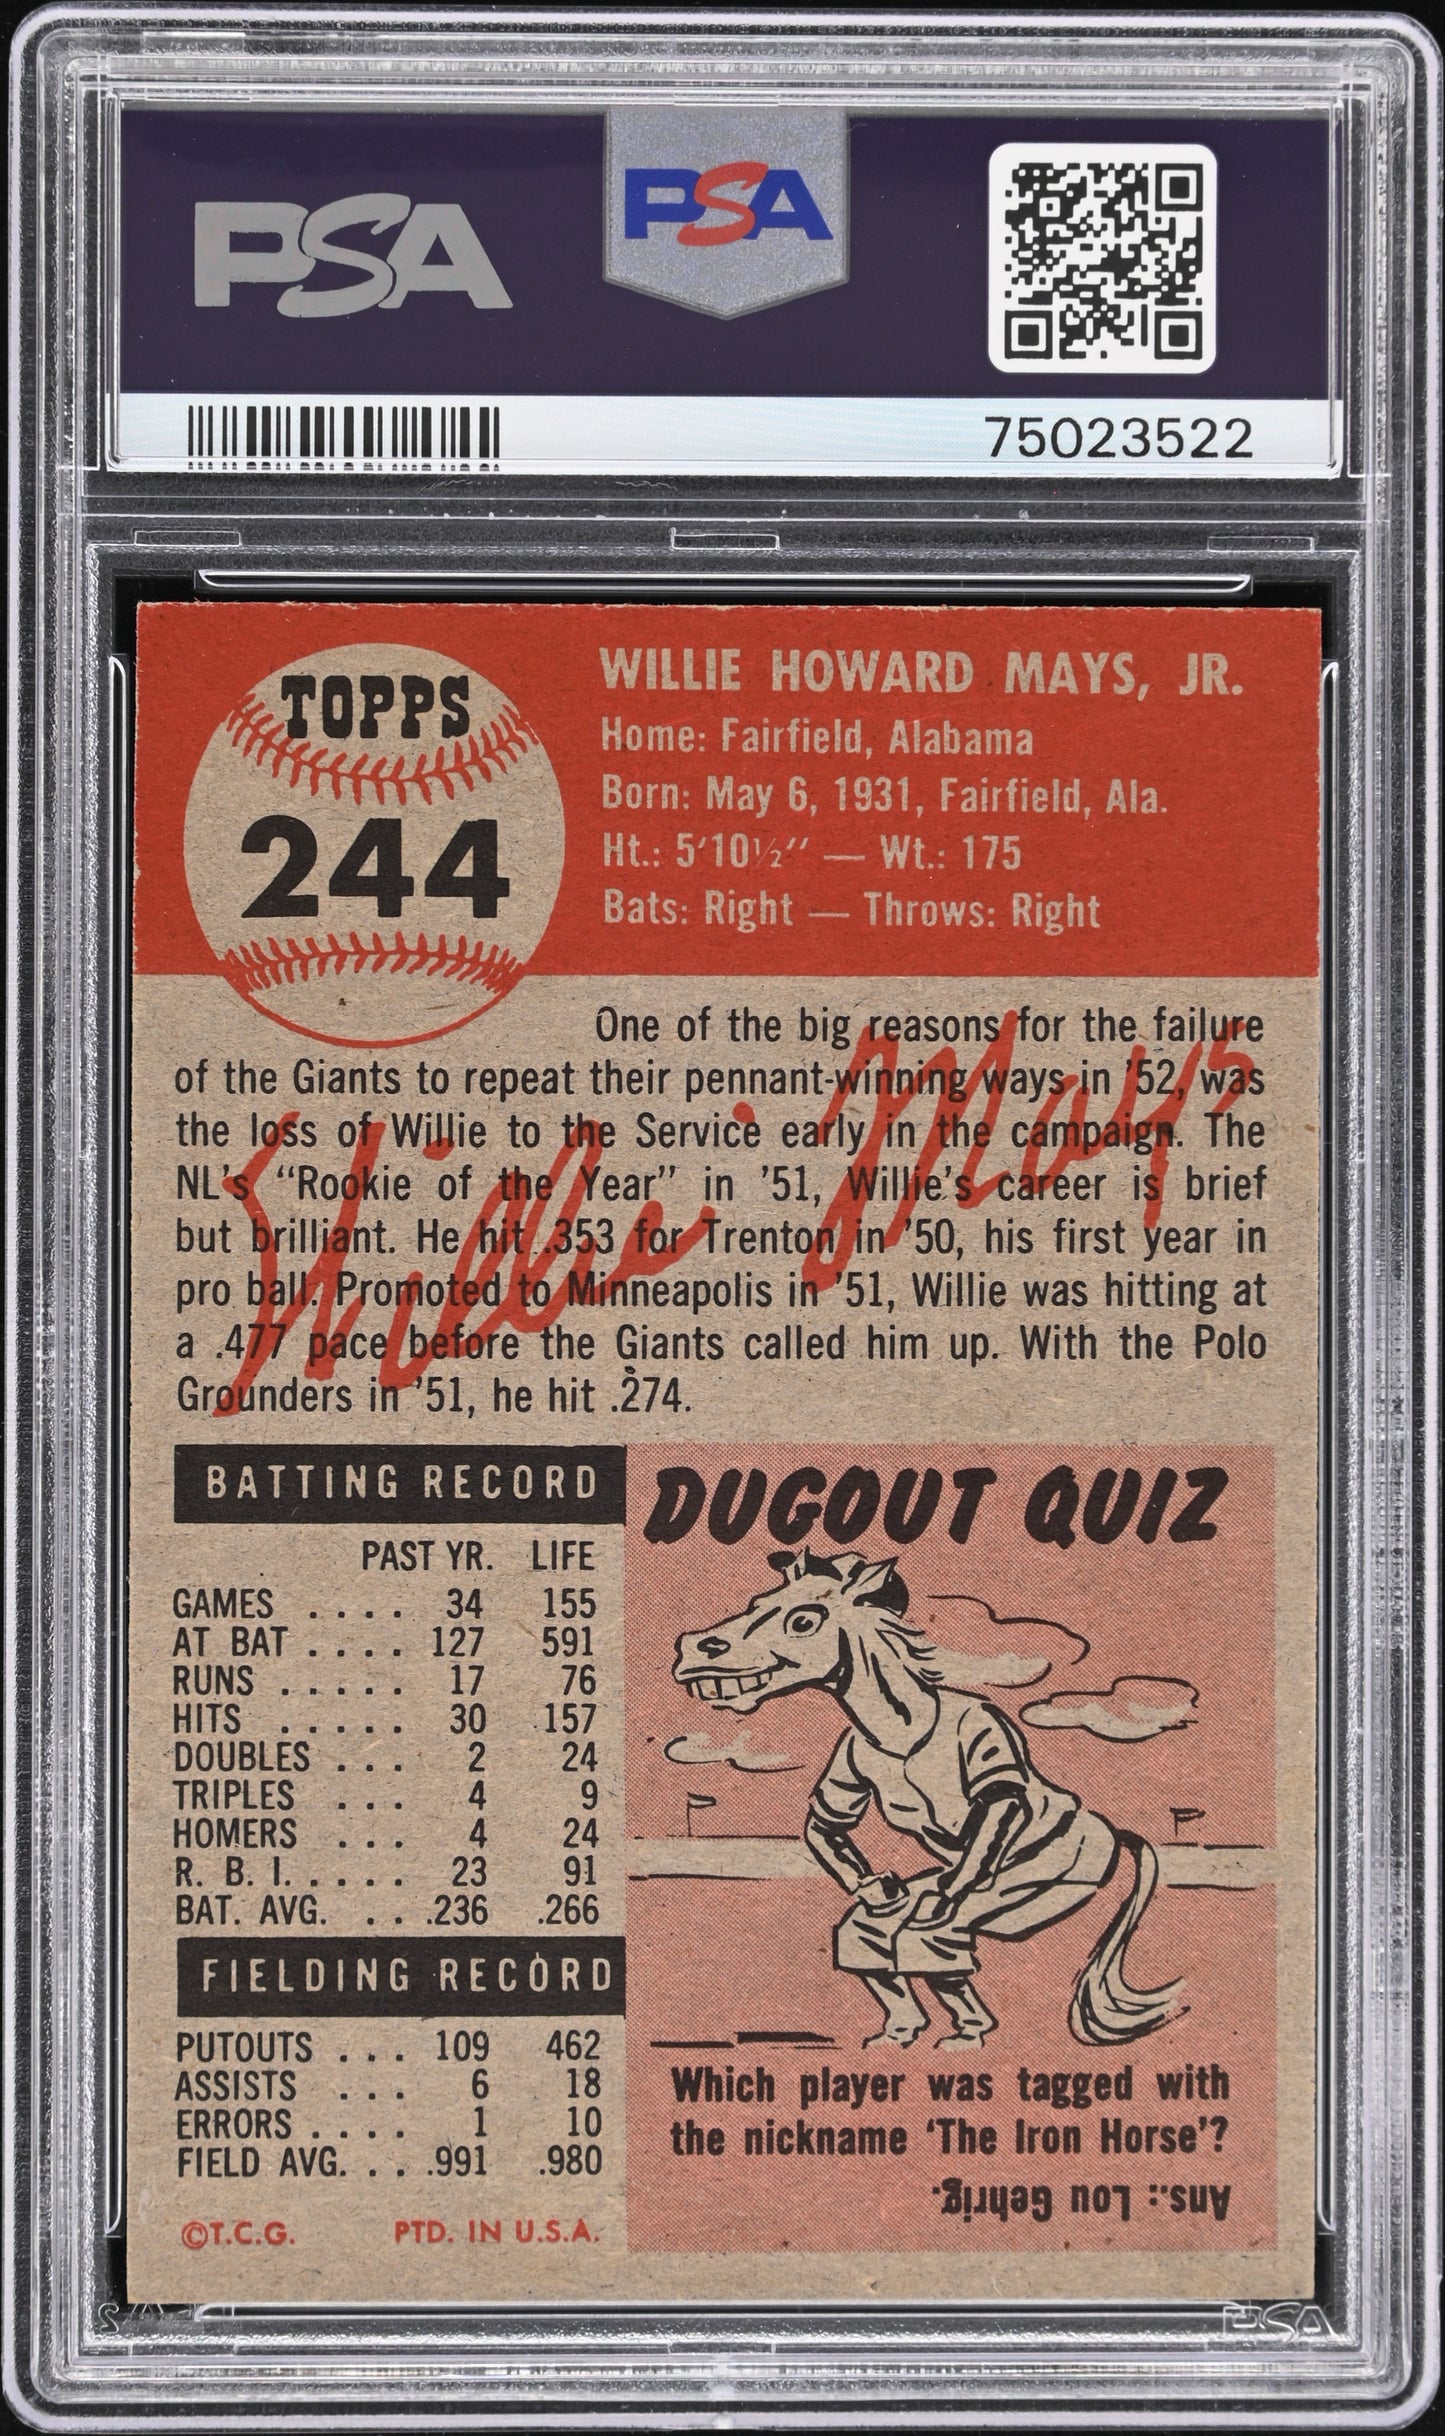 PSA
PSA
75023522
TOPPS
244
WILLIE HOWARD MAYS, JR.
Home: Fairfield, Alabama
Born: May 6, 1931, Fairfield, Ala.
Ht.: 5'10½" — Wt.: 175
Bats: Right — Throws: Right
One of the big reasons for the failure
of the Giants to repeat their pennant-winning ways in '52, was
the loss of Willie to the Service early in the campaign. The
NL's "Rookie of the Year" in '51, Willie's career is brief
but brilliant. He hit .353 for Trenton in '50, his first year in
pro ball. Promoted to Minneapolis in '51, Willie was hitting at
a .477 pace before the Giants called him up. With the Polo
Grounders in '51, he hit .274.
Willie Mays
BATTING RECORD
PAST YR. LIFE
GAMES . . . . 34 155
AT BAT . . . . 127 591
RUNS . . . . . 17 76
HITS . . . . . 30 157
DOUBLES . . . 2 24
TRIPLES . . . 4 9
HOMERS . . . 4 24
R. B. I. . . . . 23 91
BAT. AVG. . . . .236 .266
FIELDING RECORD
PUTOUTS . . . 109 462
ASSISTS . . . 6 18
ERRORS . . . . 1 10
FIELD AVG. . . . .991 .980
©T.C.G. PTD. IN U.S.A.
DUGOUT QUIZ
Which player was tagged with
the nickname 'The Iron Horse'?
Ans.: Lou Gehrig.
PSA